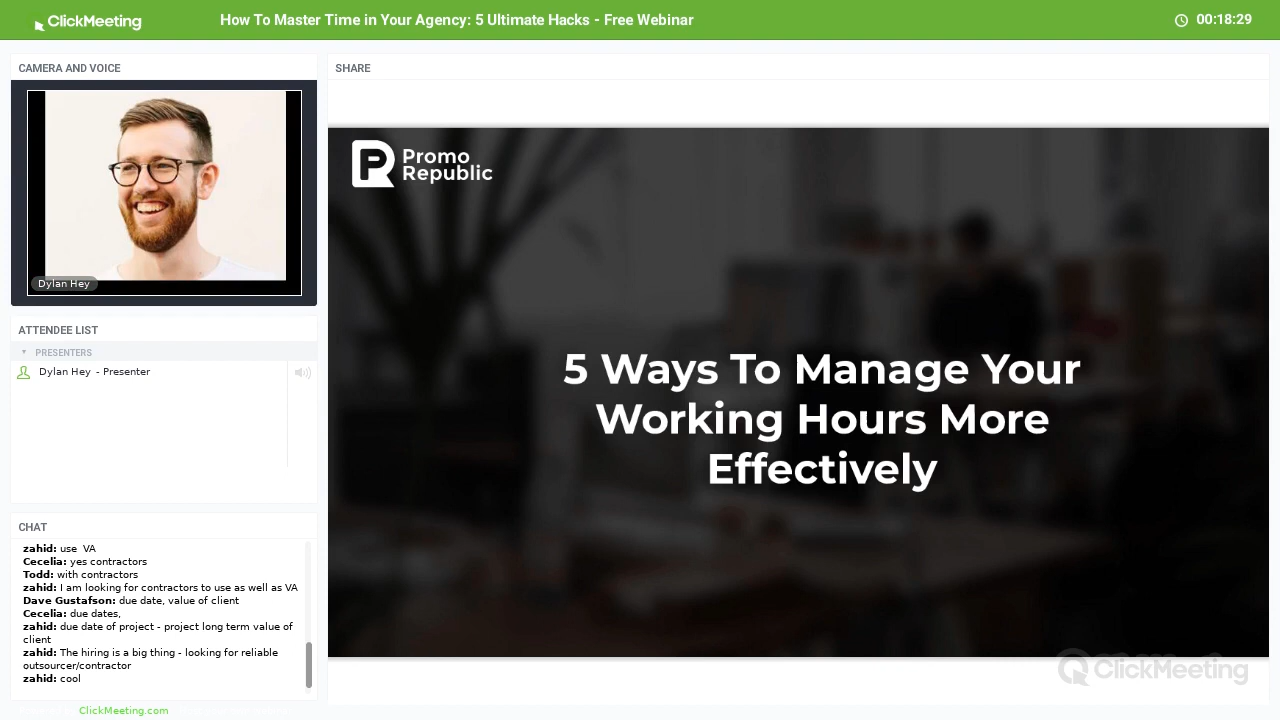 ClickMeeting
How To Master Time in Your Agency: 5 Ultimate Hacks - Free Webinar
00:18:29
CAMERA AND VOICE
Dylan Hey
ATTENDEE LIST
PRESENTERS
Dylan Hey - Presenter
CHAT
zahid: use VA
Cecelia: yes contractors
Todd: with contractors
zahid: I am looking for contractors to use as well as VA
Dave Gustafson: due date, value of client
Cecelia: due dates,
zahid: due date of project - project long term value of
client
zahid: The hiring is a big thing - looking for reliable
outsourcer/contractor
zahid: cool
ClickMeeting.com
SHARE
Promo
Republic
5 Ways To Manage Your
Working Hours More
Effectively
ClickMeeting